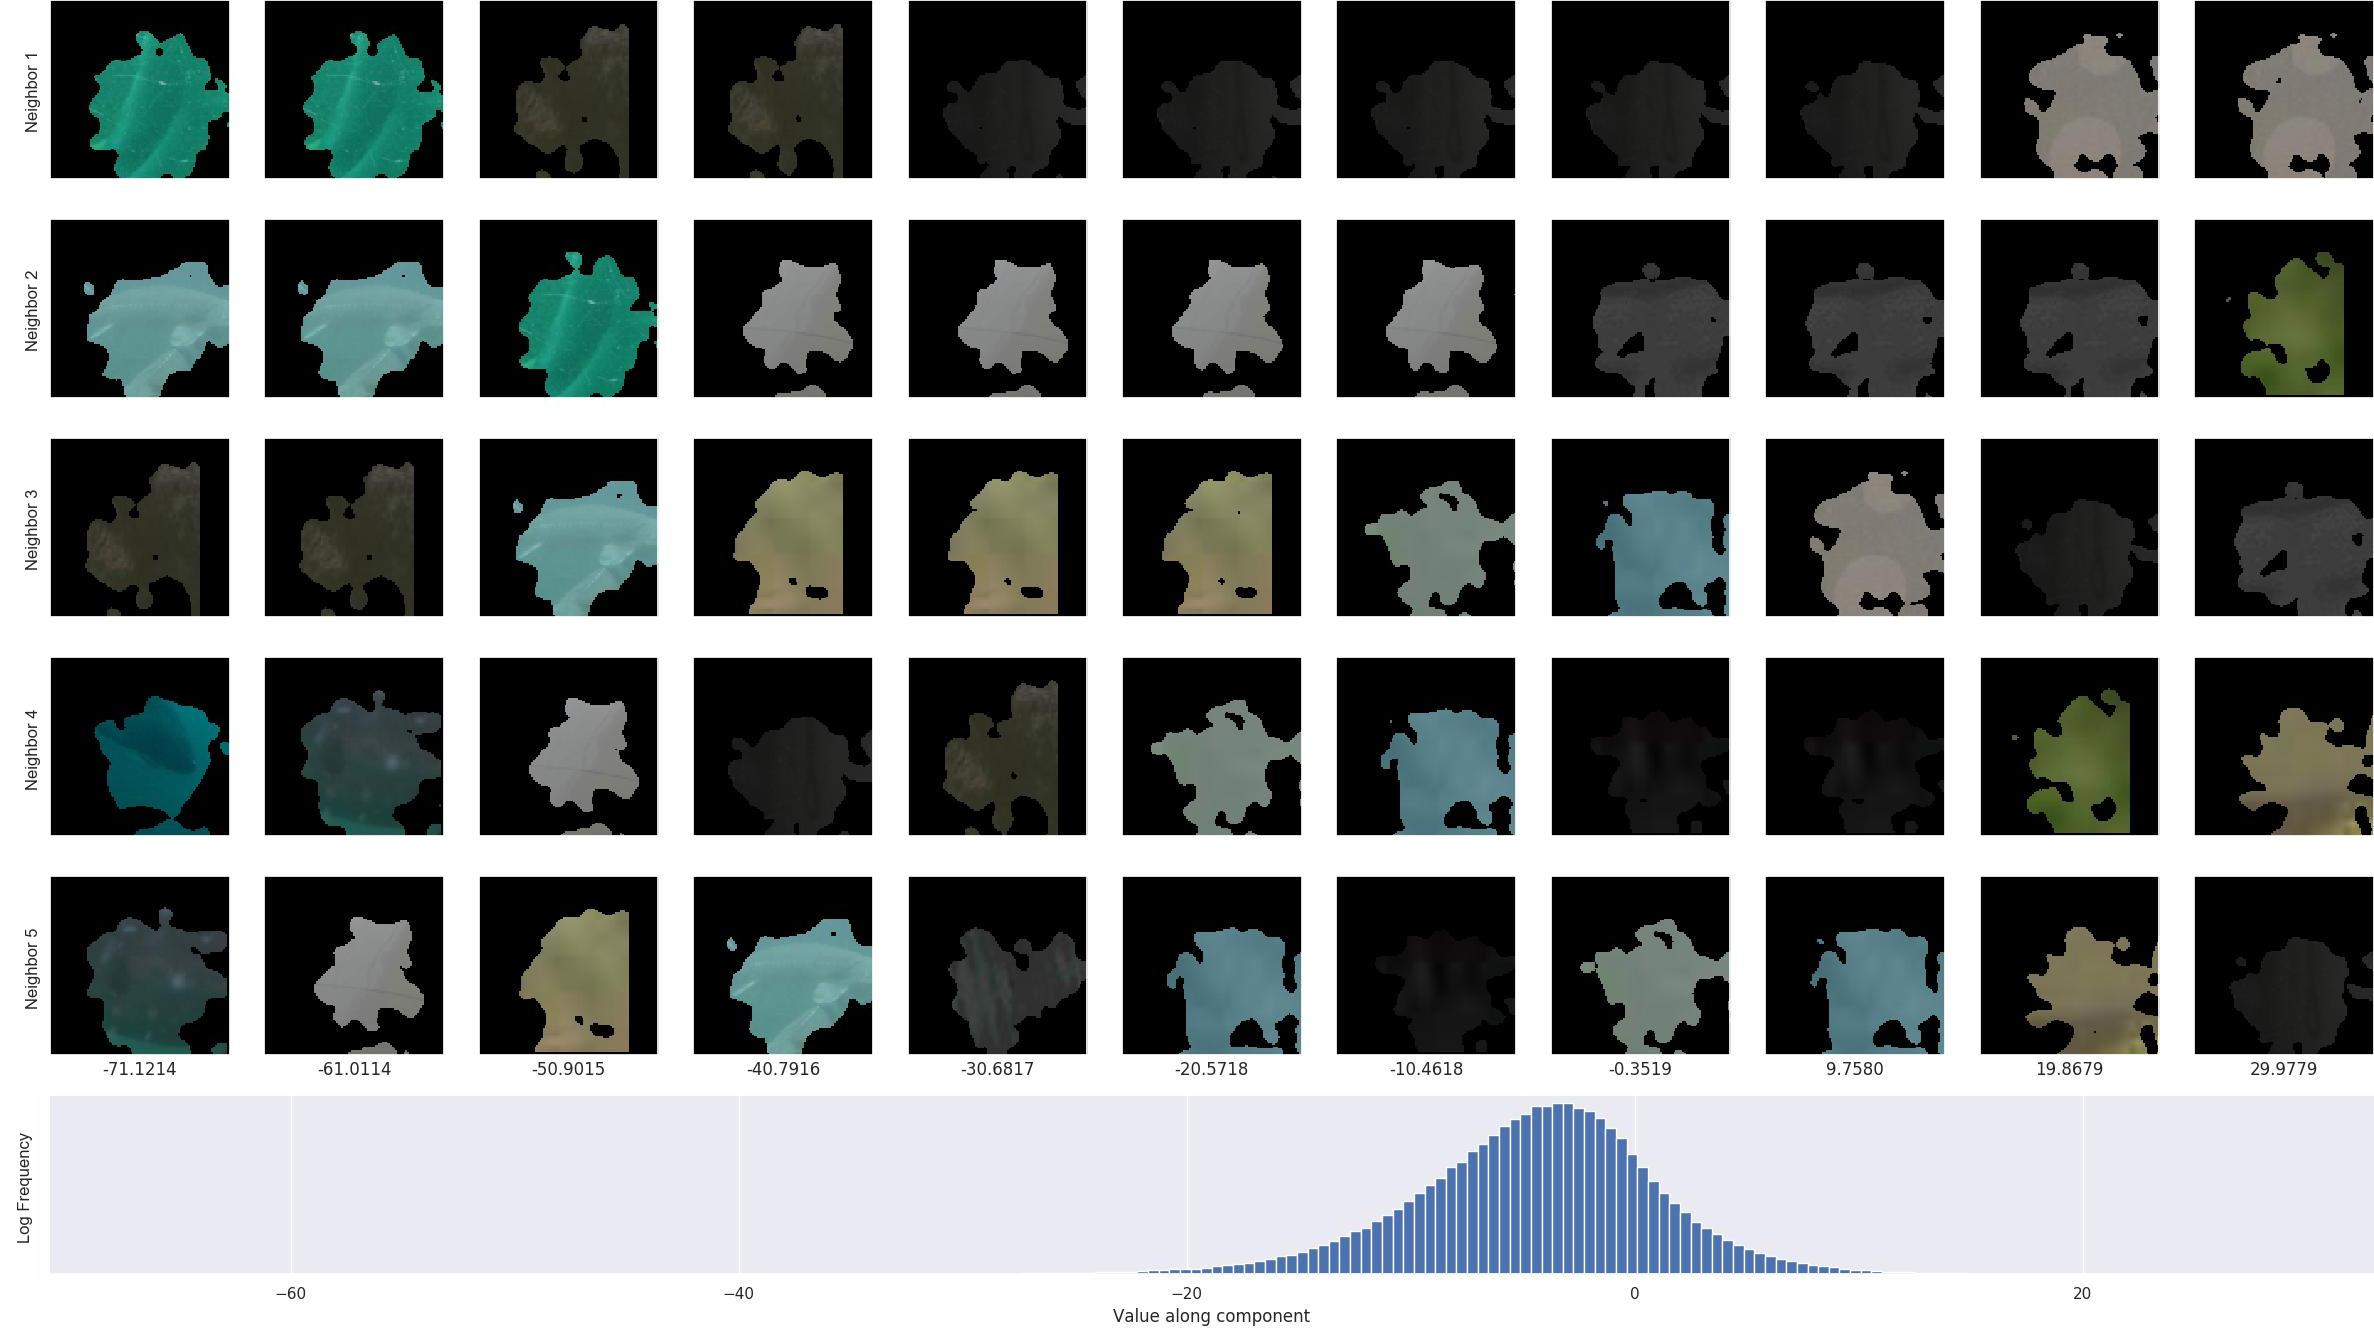 Neighbor 1
Neighbor 2
Neighbor 3
Neighbor 4
Neighbor 5
-71.1214 -61.0114 -50.9015 -40.7916 -30.6817 -20.5718 -10.4618 -0.3519 9.7580 19.8679 29.9779
Log Frequency
−60 −40 −20 0 20
Value along component